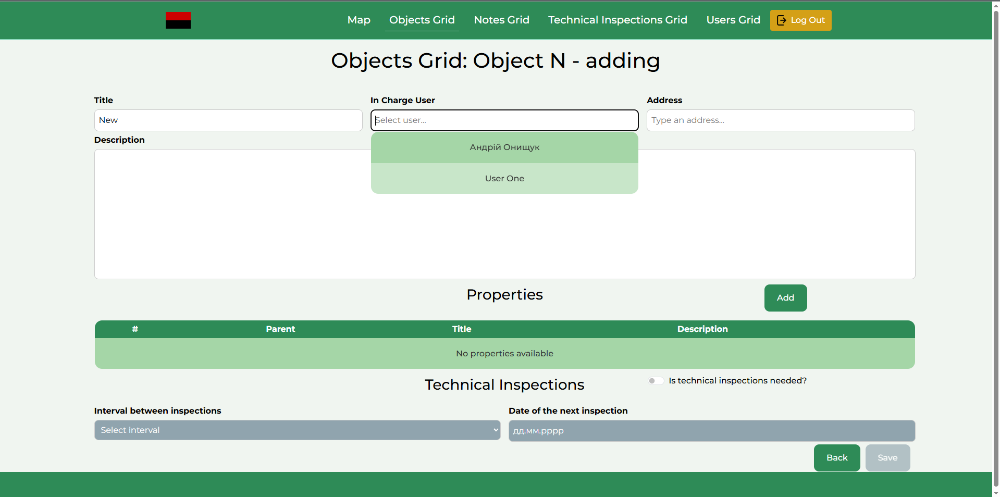 Map Objects Grid Notes Grid Technical Inspections Grid Users Grid Log Out
Objects Grid: Object N - adding
Title In Charge User Address
New Select user... Type an address...
Description
Андрій Онищук
User One
Properties Add
# Parent Title Description
No properties available
Technical Inspections Is technical inspections needed?
Interval between inspections Date of the next inspection
Select interval дд.мм.рррр
Back Save